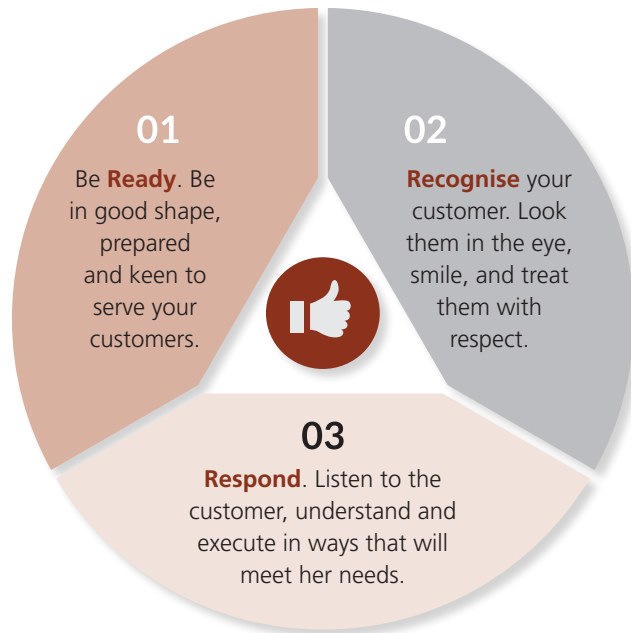 01
Be Ready. Be
in good shape,
prepared
and keen to
serve your
customers.
02
Recognise your
customer. Look
them in the eye,
smile, and treat
them with
respect.
03
Respond. Listen to the
customer, understand and
execute in ways that will
meet her needs.